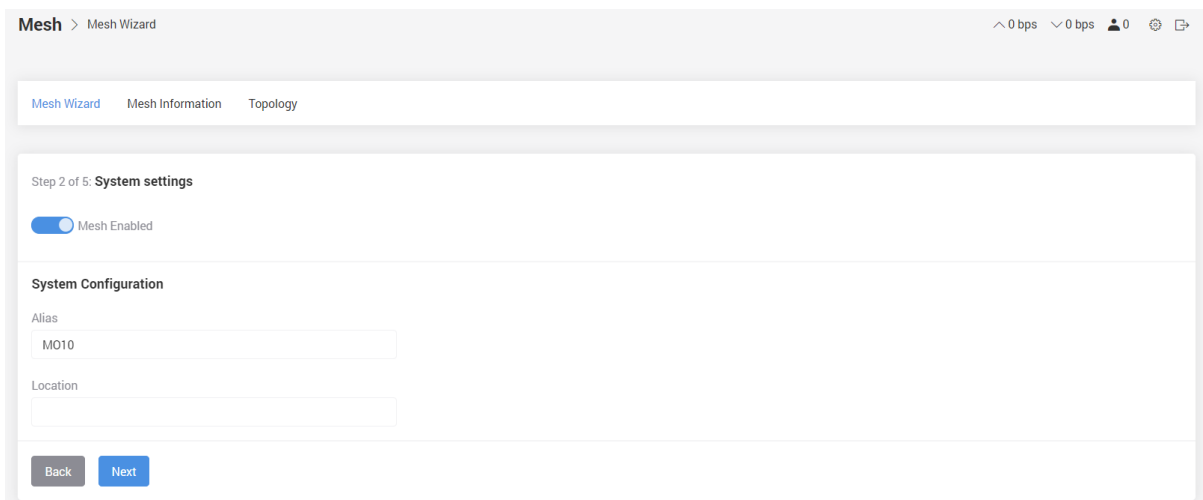 Mesh > Mesh Wizard 0 bps 0 bps 0
Mesh Wizard Mesh Information Topology
Step 2 of 5: System settings
Mesh Enabled
System Configuration
Alias
MO10
Location
Back Next